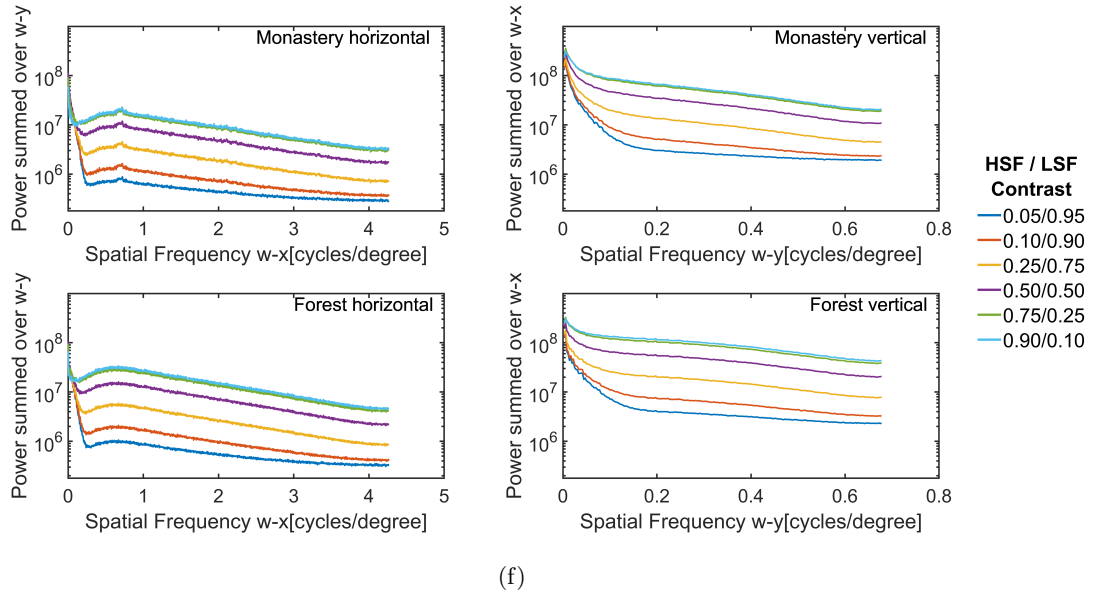 Monastery horizontal
Power summed over w-y
10^8
10^7
10^6
0 1 2 3 4 5
Spatial Frequency w-x[cycles/degree]
Monastery vertical
Power summed over w-x
10^8
10^7
10^6
0 0.2 0.4 0.6 0.8
Spatial Frequency w-y[cycles/degree]
Forest horizontal
Power summed over w-y
10^8
10^7
10^6
0 1 2 3 4 5
Spatial Frequency w-x[cycles/degree]
Forest vertical
Power summed over w-x
10^8
10^7
10^6
0 0.2 0.4 0.6 0.8
Spatial Frequency w-y[cycles/degree]
HSF / LSF
Contrast
0.05/0.95
0.10/0.90
0.25/0.75
0.50/0.50
0.75/0.25
0.90/0.10
(f)